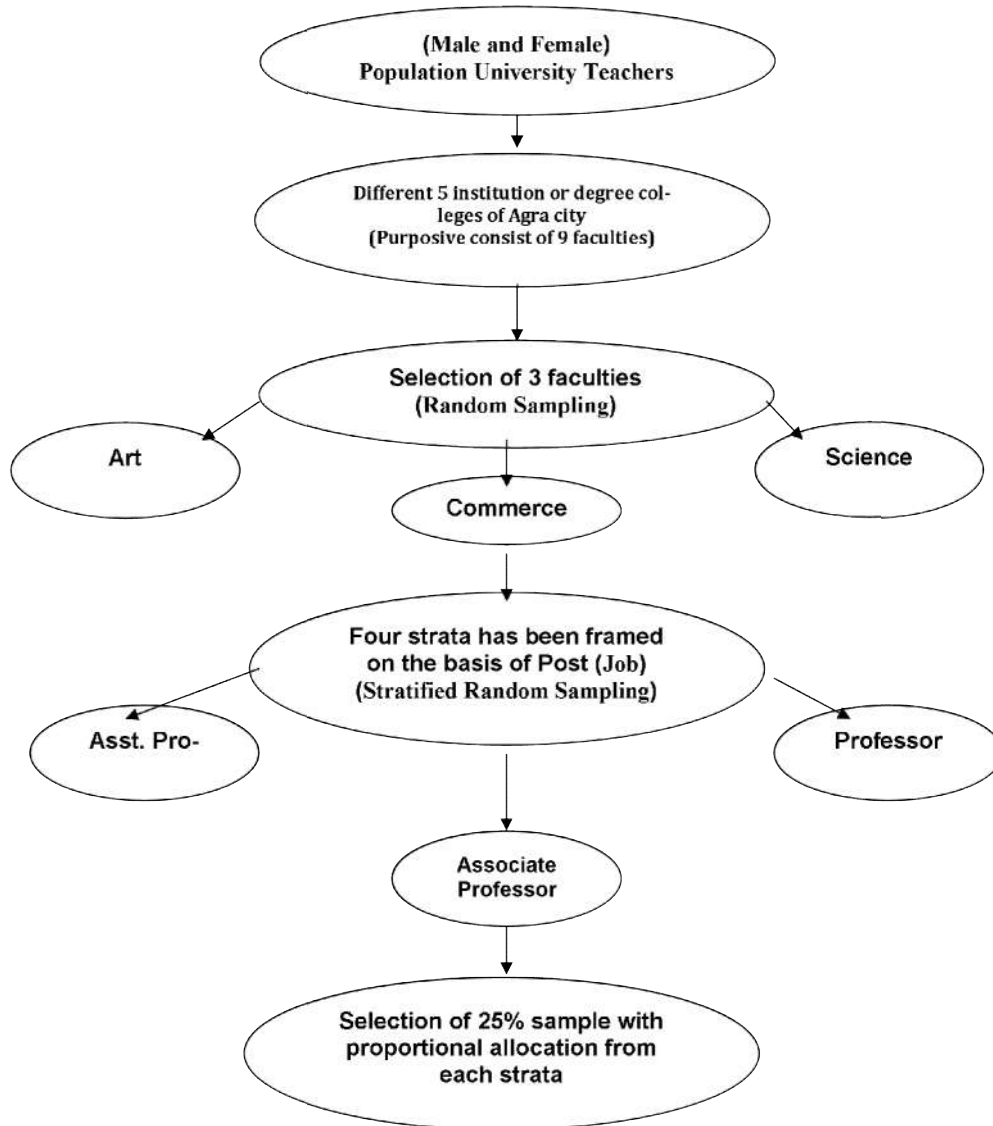 (Male and Female)
Population University Teachers
Different 5 institution or degree col-
leges of Agra city
(Purposive consist of 9 faculties)
Selection of 3 faculties
(Random Sampling)
Art
Science
Commerce
Four strata has been framed
on the basis of Post (Job)
(Stratified Random Sampling)
Asst. Pro-
Professor
Associate
Professor
Selection of 25% sample with
proportional allocation from
each strata